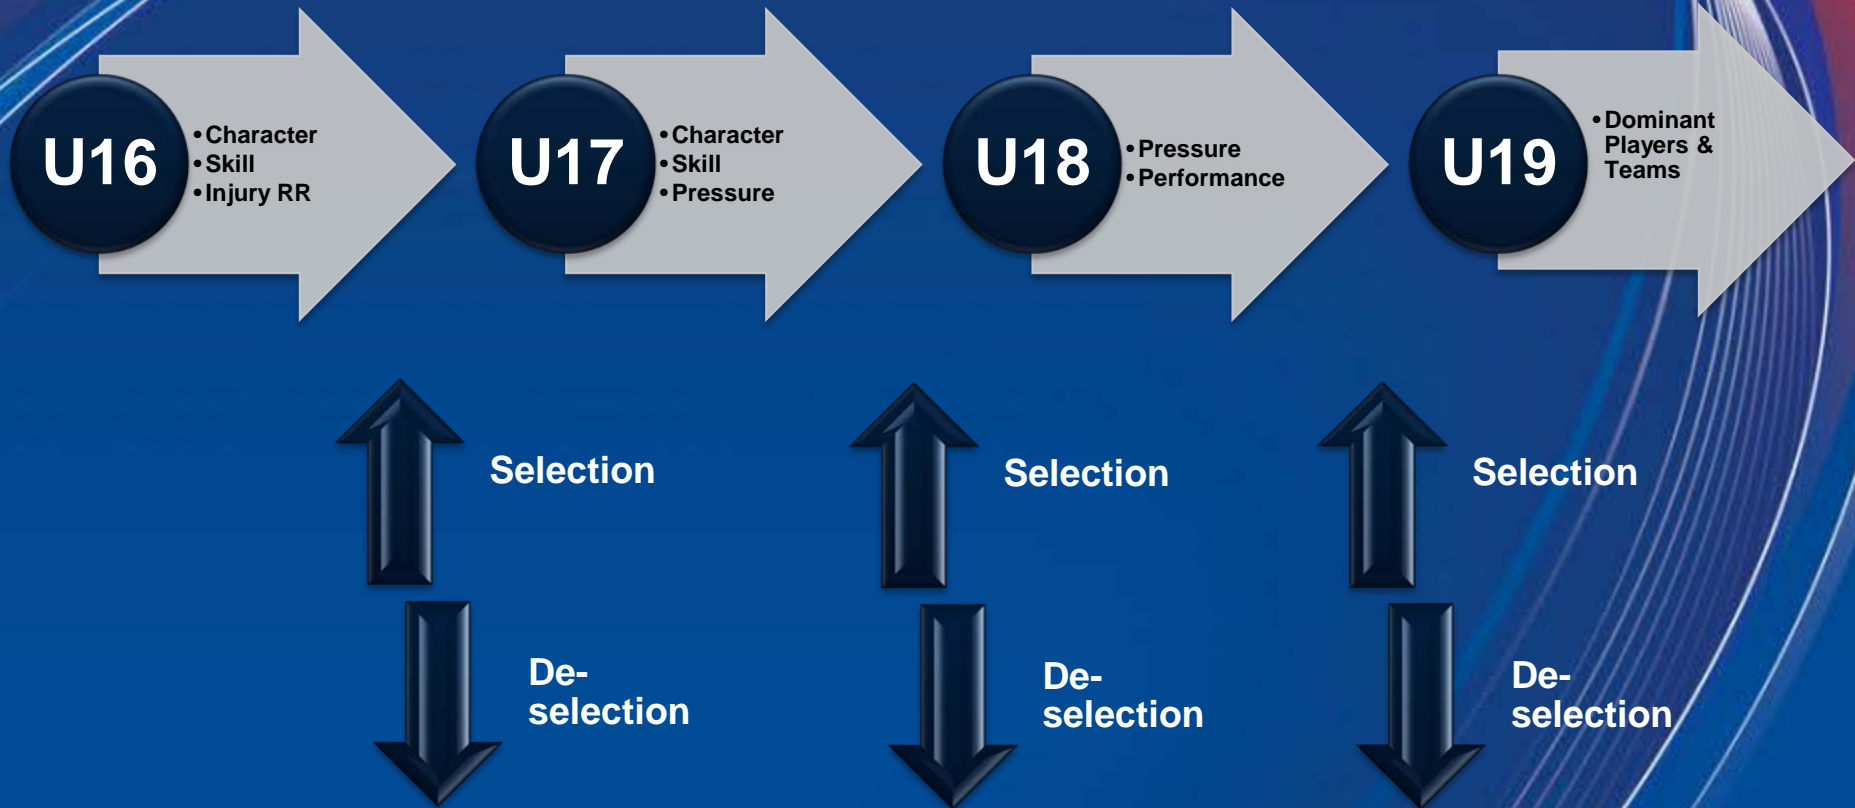 U16
•Character
•Skill
•Injury RR
U17
•Character
•Skill
•Pressure
U18
•Pressure
•Performance
U19
•Dominant
Players &
Teams
Selection
De-
selection
Selection
De-
selection
Selection
De-
selection